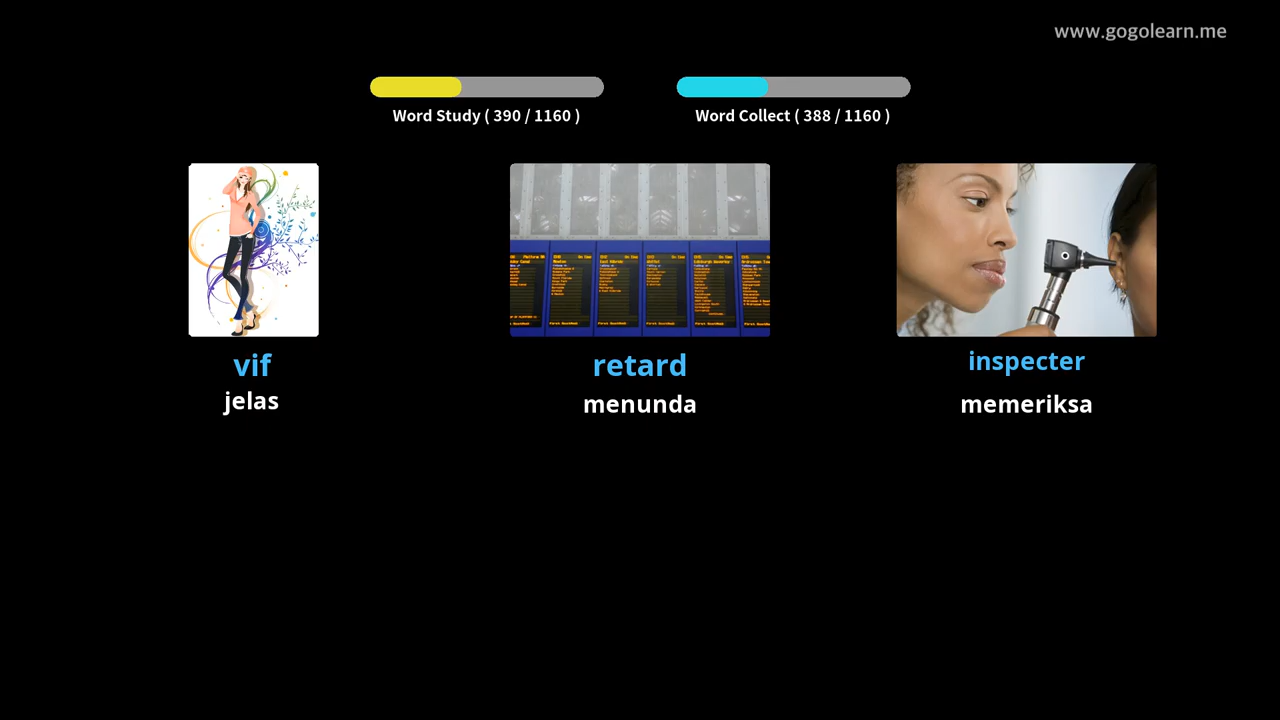 www.gogolearn.me
Word Study ( 390 / 1160 )
Word Collect ( 388 / 1160 )
vif
retard
inspecter
jelas
menunda
memeriksa